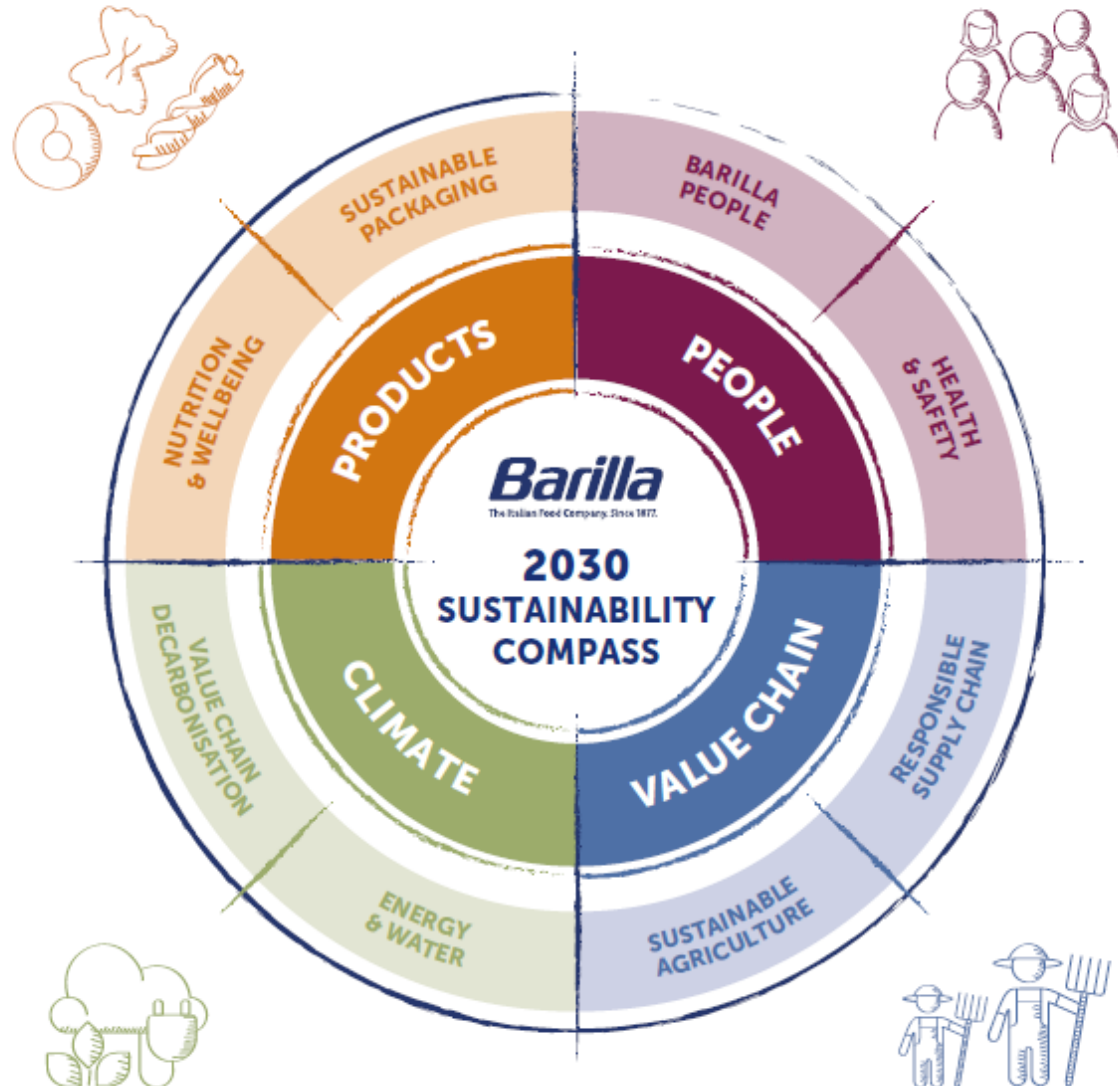 SUSTAINABLE
PACKAGING
BARILLA
PEOPLE
NUTRITION
& WELLBEING
PRODUCTS
PEOPLE
HEALTH
& SAFETY
Barilla
The Italian Food Company. Since 1877.
2030
SUSTAINABILITY
COMPASS
VALUE CHAIN
DECARBONISATION
CLIMATE
VALUE CHAIN
RESPONSIBLE
SUPPLY CHAIN
ENERGY
& WATER
SUSTAINABLE
AGRICULTURE